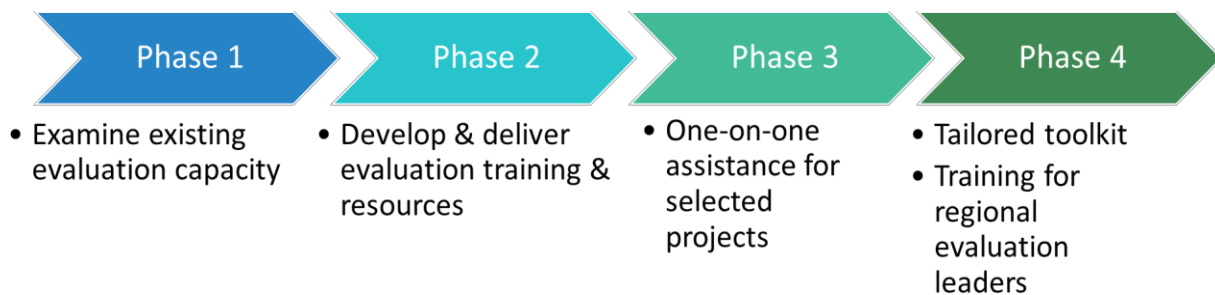 Phase 1
• Examine existing
evaluation capacity
Phase 2
• Develop & deliver
evaluation training &
resources
Phase 3
• One-on-one
assistance for
selected
projects
Phase 4
• Tailored toolkit
• Training for
regional
evaluation
leaders